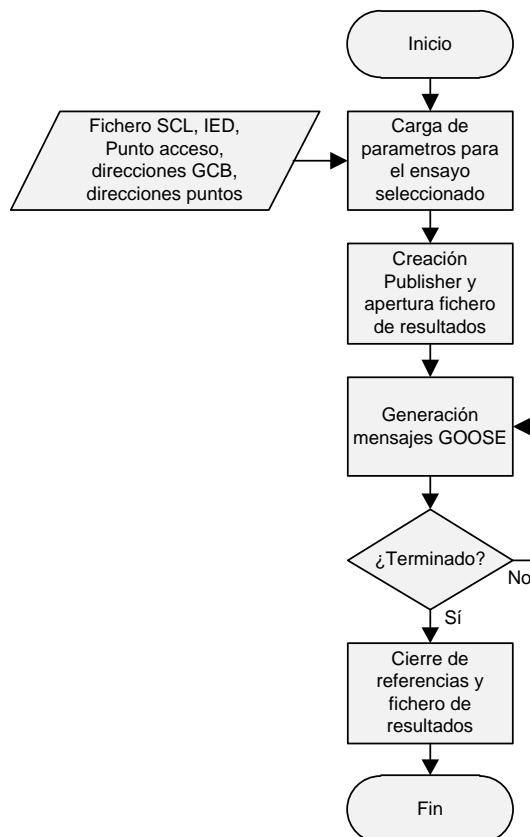 Inicio
Fichero SCL, IED,
Punto acceso,
direcciones GCB,
direcciones puntos
Carga de
parametros para
el ensayo
seleccionado
Creación
Publisher y
apertura fichero
de resultados
Generación
mensajes GOOSE
¿Terminado?
No
Sí
Cierre de
referencias y
fichero de
resultados
Fin